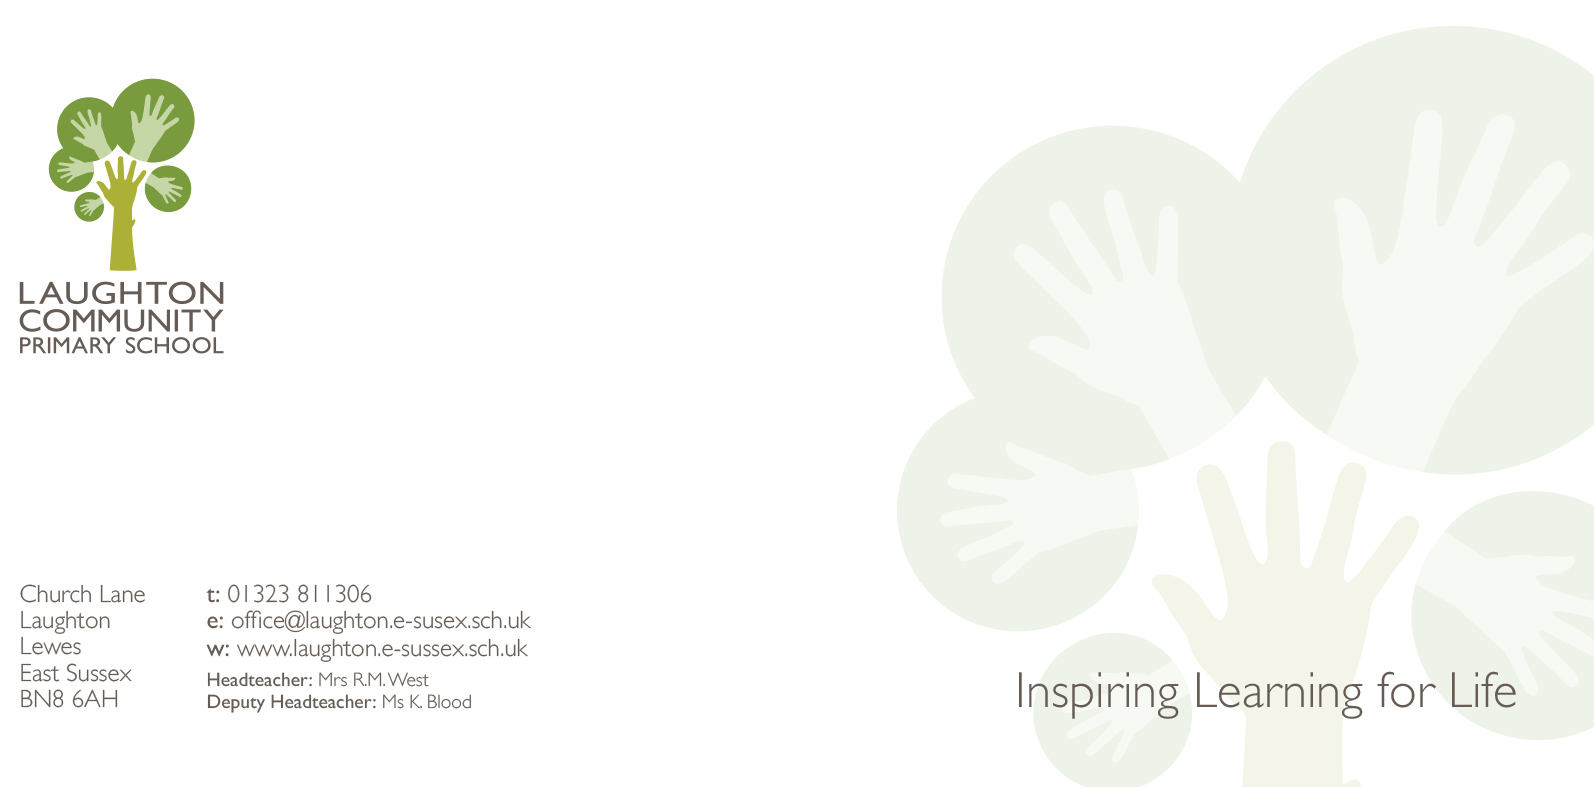 LAUGHTON
COMMUNITY
PRIMARY SCHOOL
Church Lane
Laughton
Lewes
East Sussex
BN8 6AH
t: 01323 811306
e: office@laughton.e-susex.sch.uk
w: www.laughton.e-sussex.sch.uk
Headteacher: Mrs R.M. West
Deputy Headteacher: Ms K. Blood
Inspiring Learning for Life